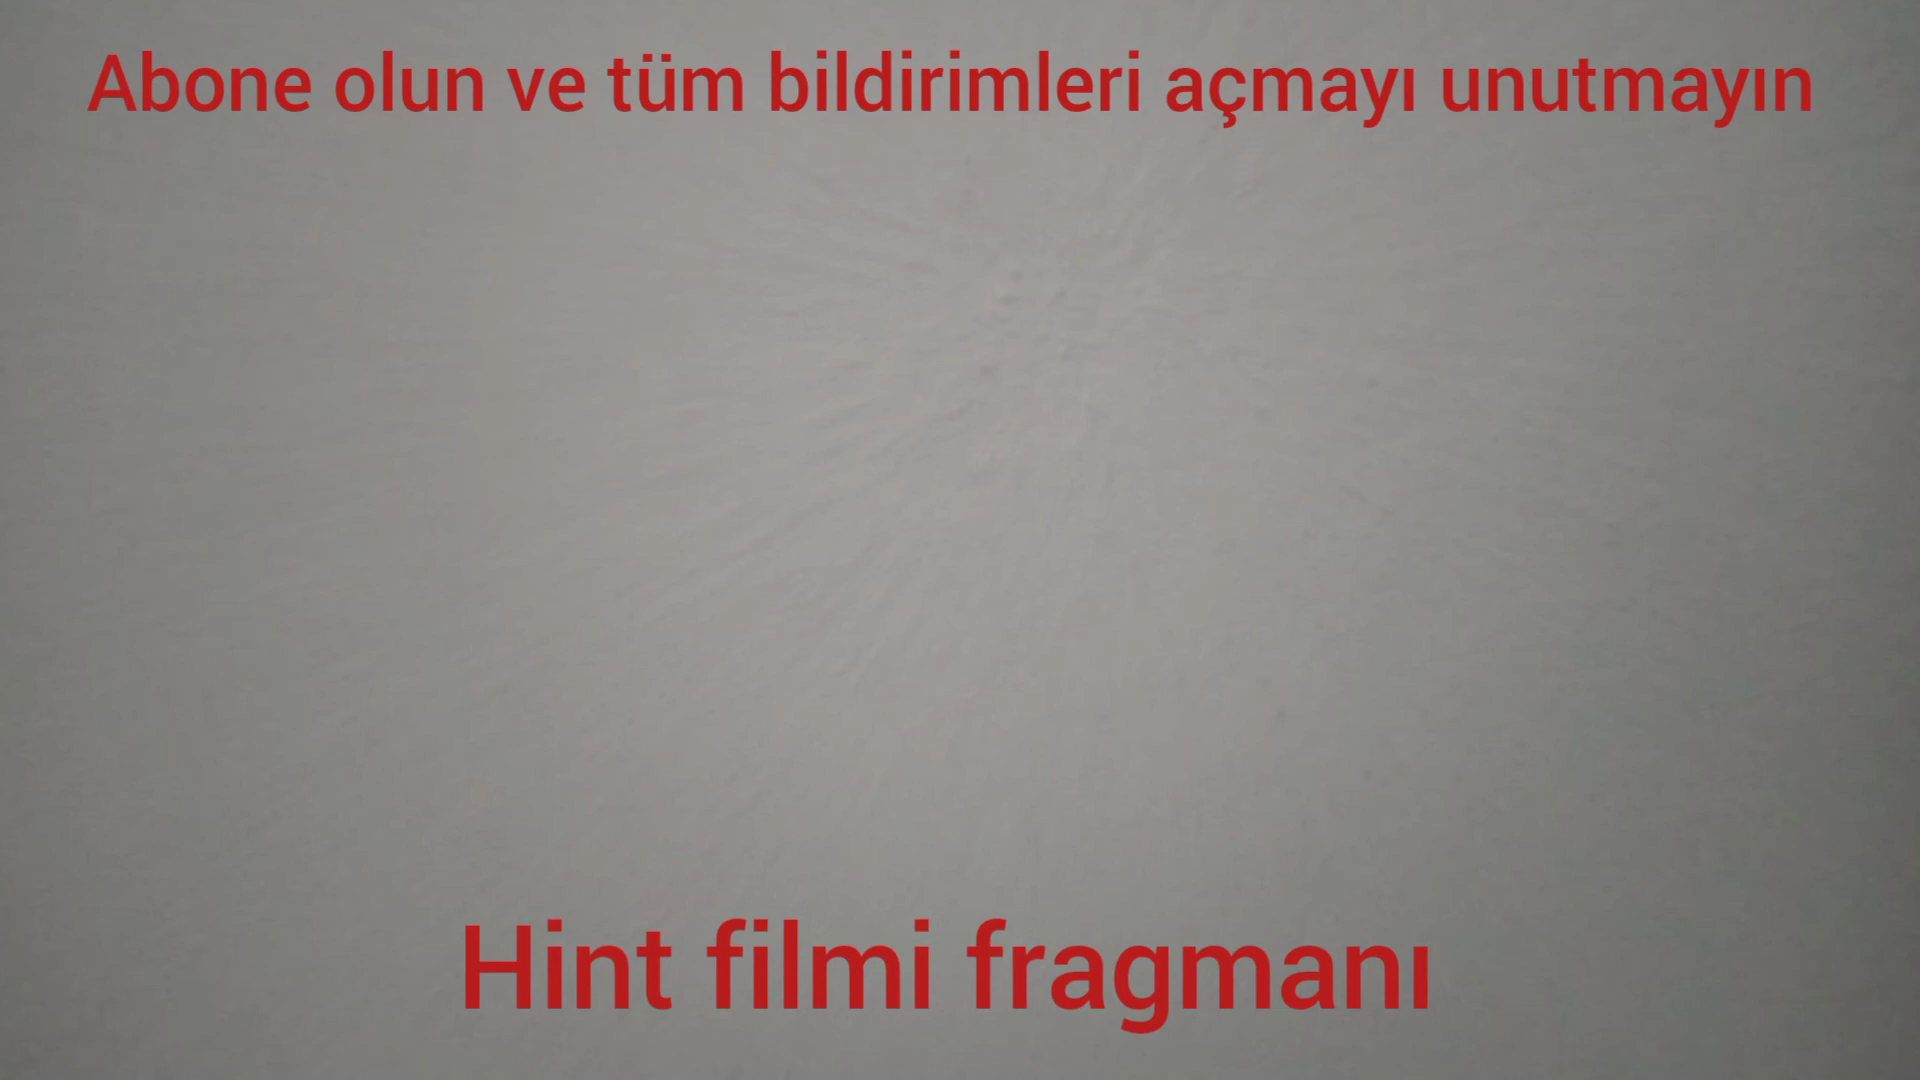 Abone olun ve tüm bildirimleri açmayı unutmayın
Hint filmi fragmanı